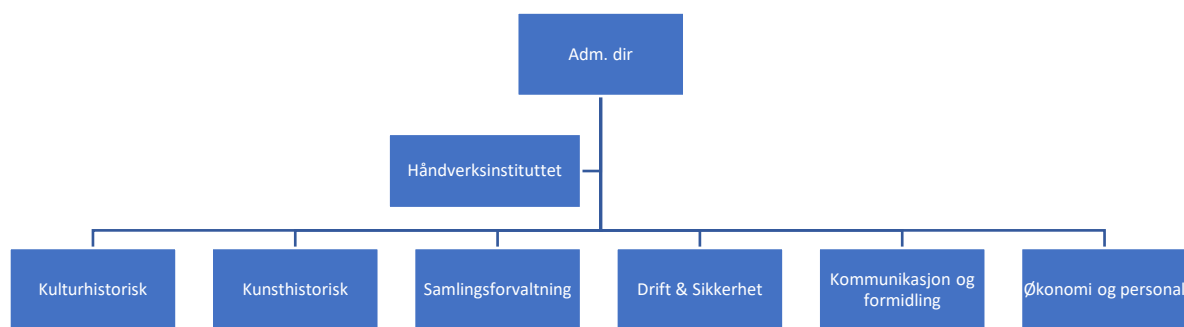 Adm. dir
Håndverksinstituttet
Kulturhistorisk
Kunsthistorisk
Samlingsforvaltning
Drift & Sikkerhet
Kommunikasjon og
formidling
Økonomi og personal